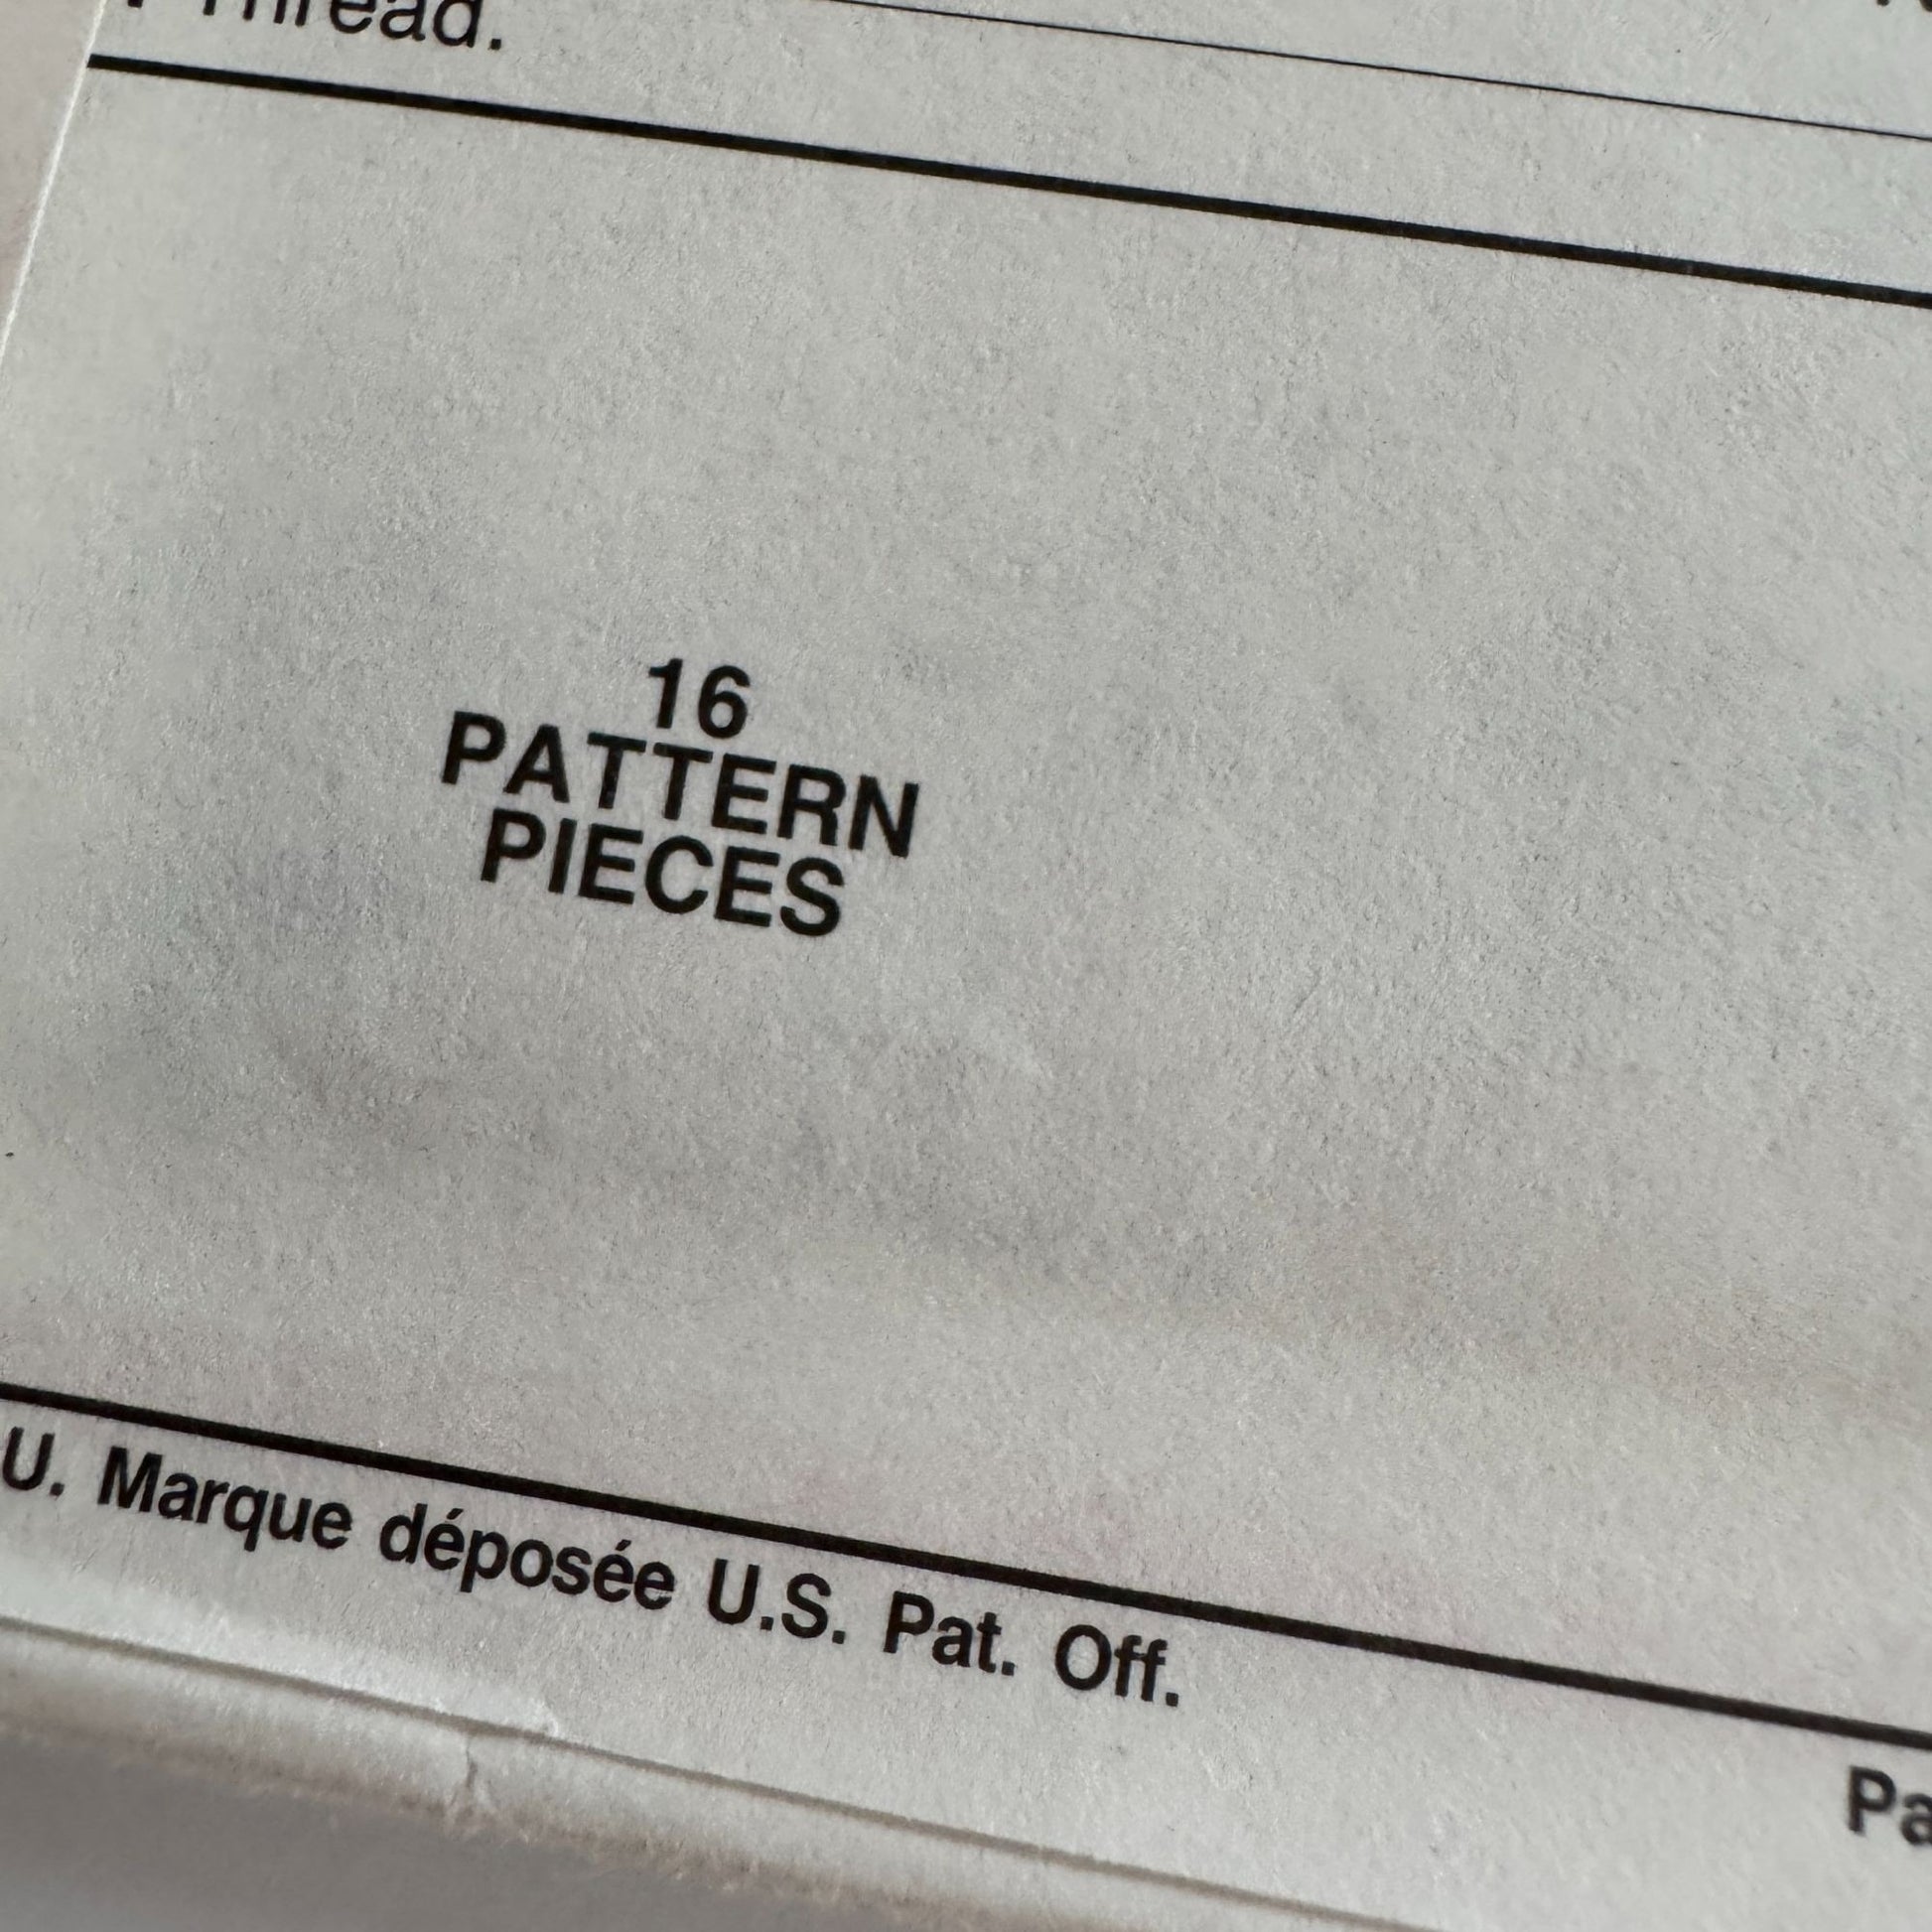 Thread.
16
PATTERN
PIECES
U. Marque déposée U.S. Pat. Off.